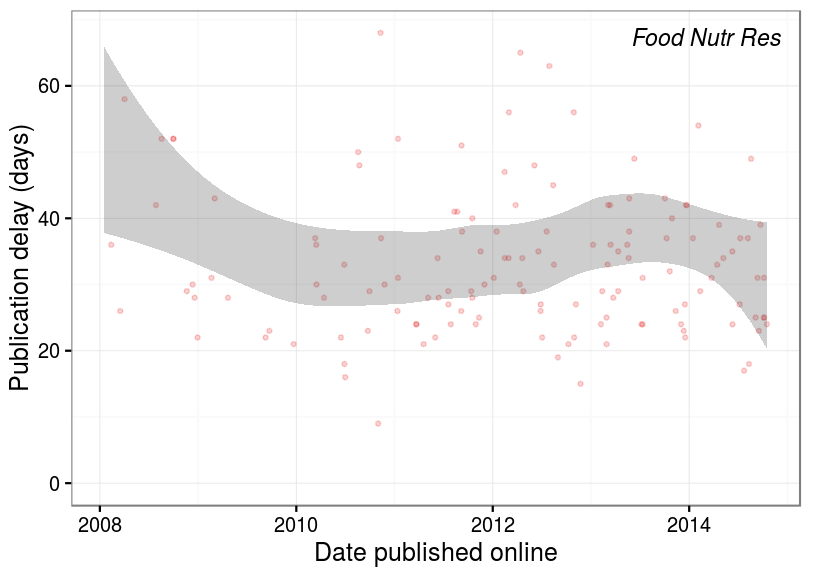 Food Nutr Res
Publication delay (days)
60
40
20
0
2008 2010 2012 2014
Date published online